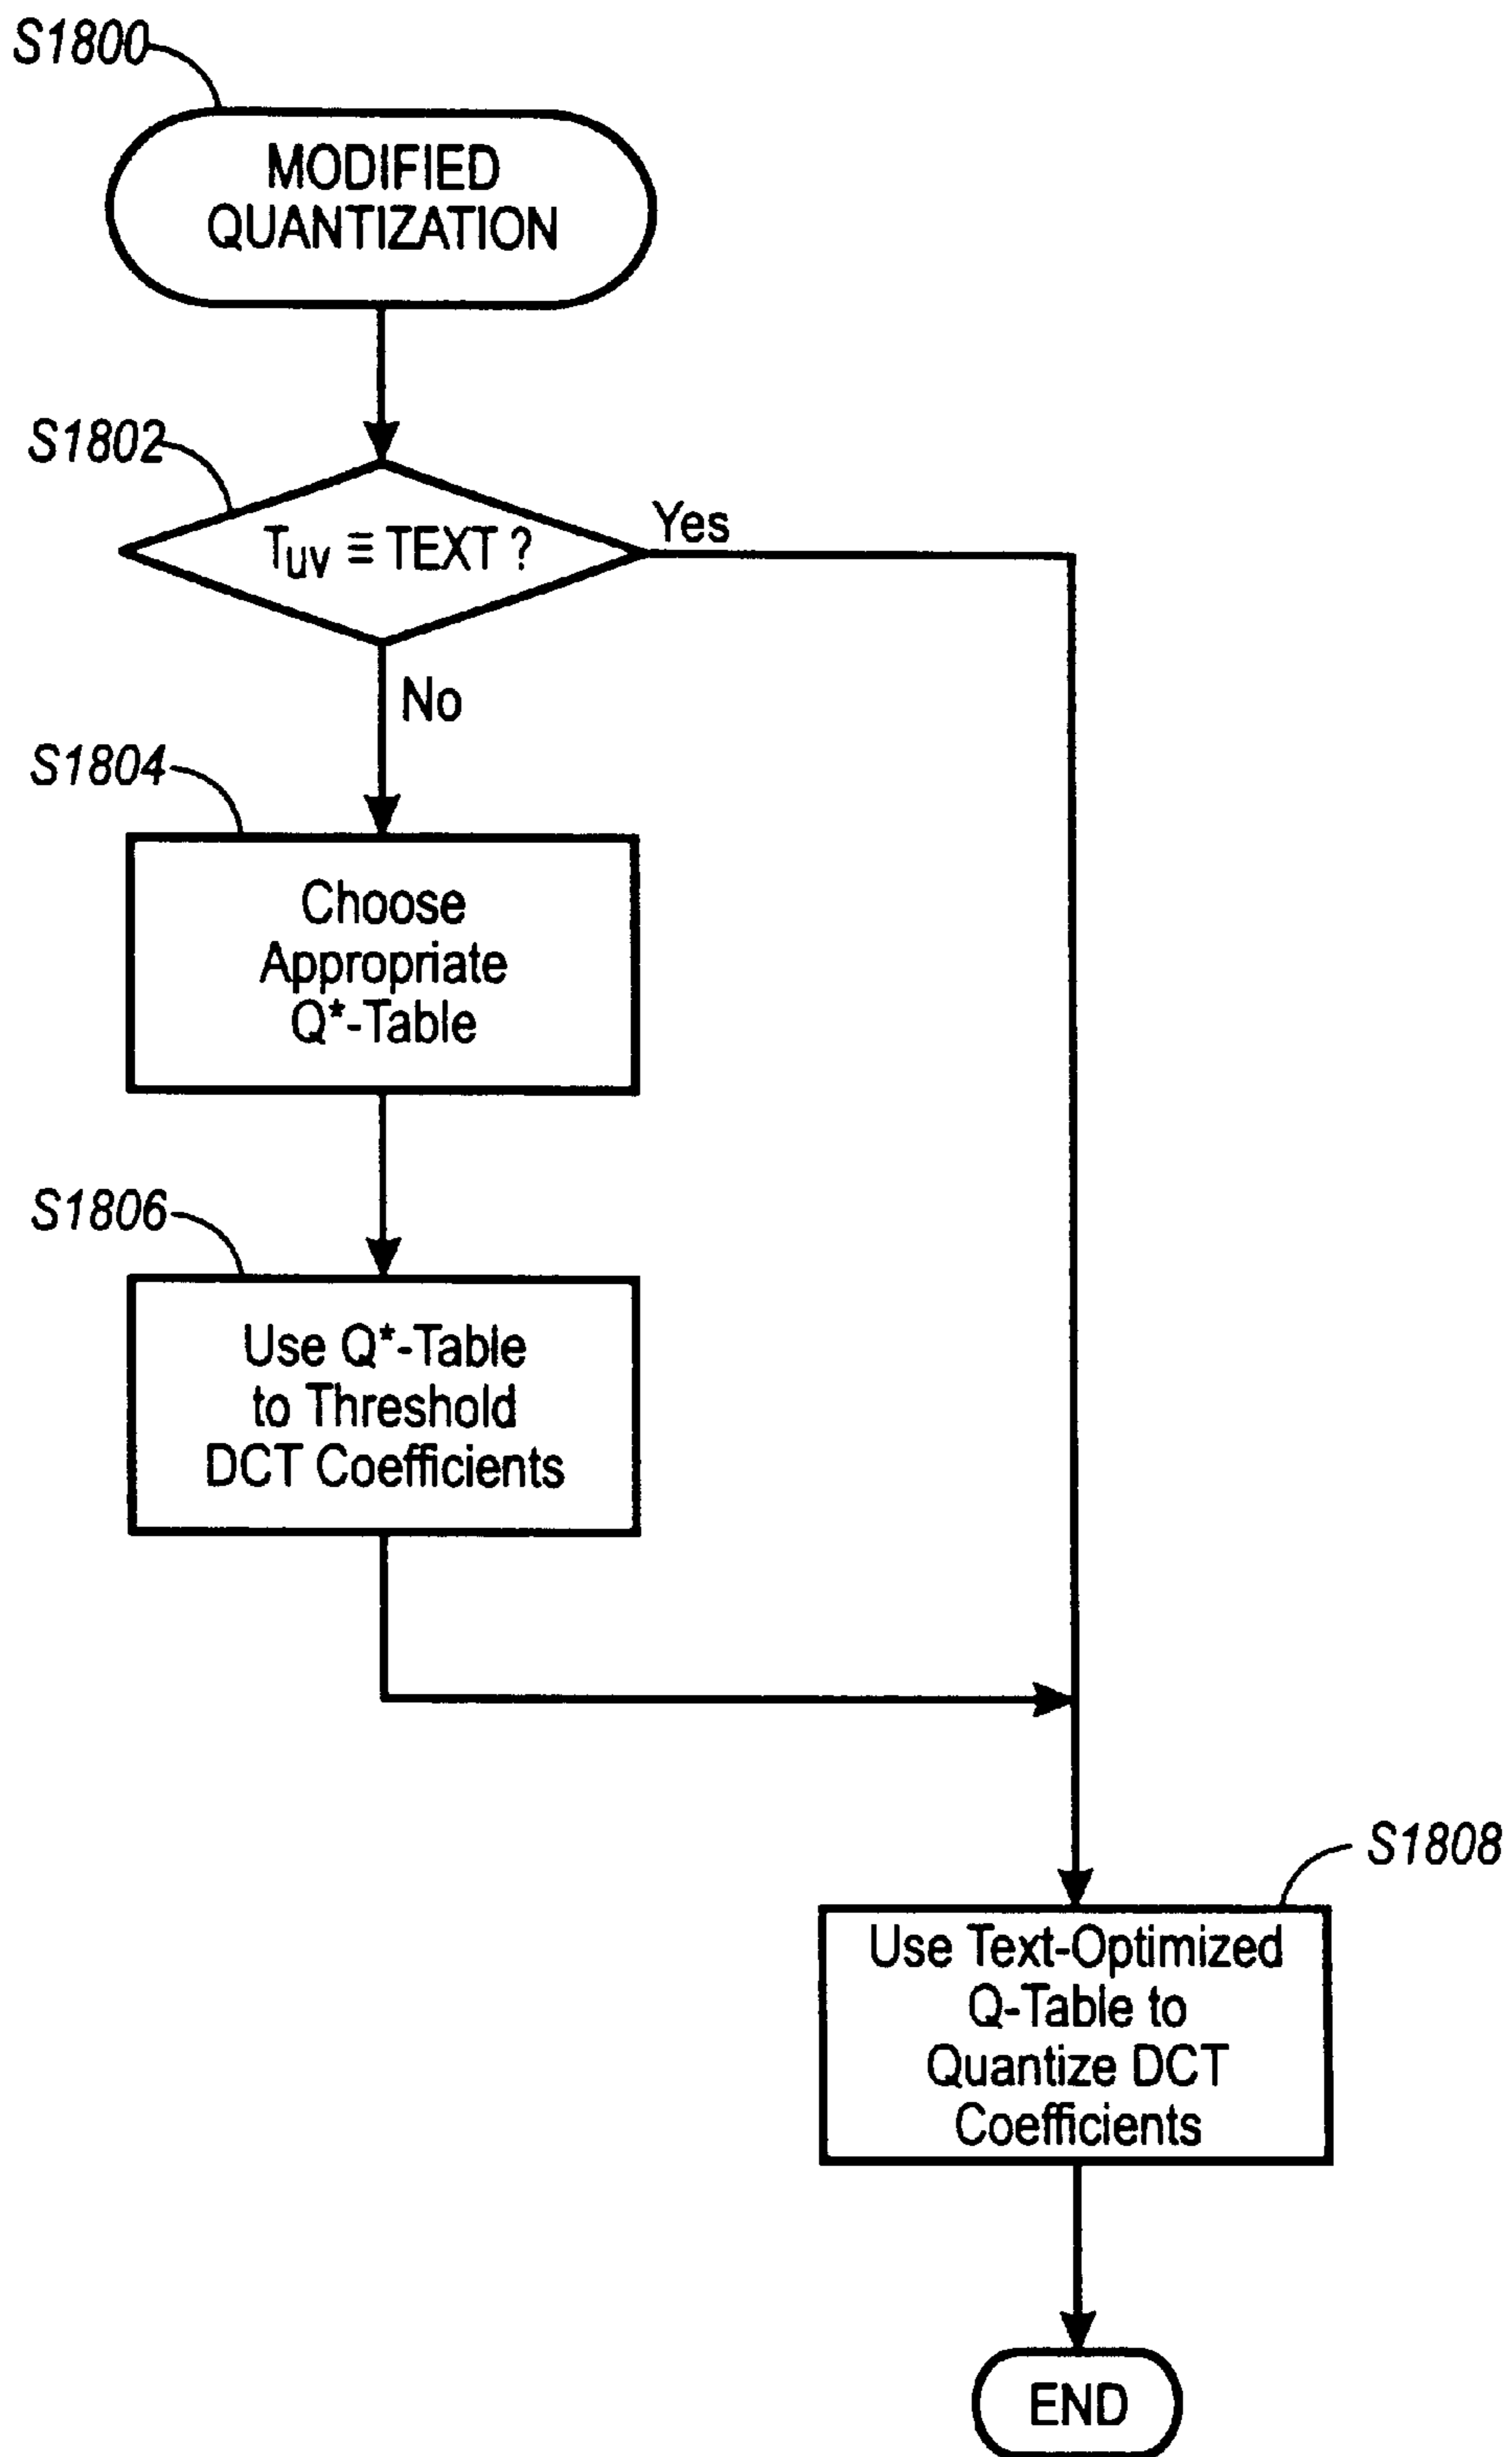 S1800
MODIFIED
QUANTIZATION
S1802
Tuv ≡ TEXT ?
Yes
No
S1804
Choose
Appropriate
Q*-Table
S1806
Use Q*-Table
to Threshold
DCT Coefficients
S1808
Use Text-Optimized
Q-Table to
Quantize DCT
Coefficients
END